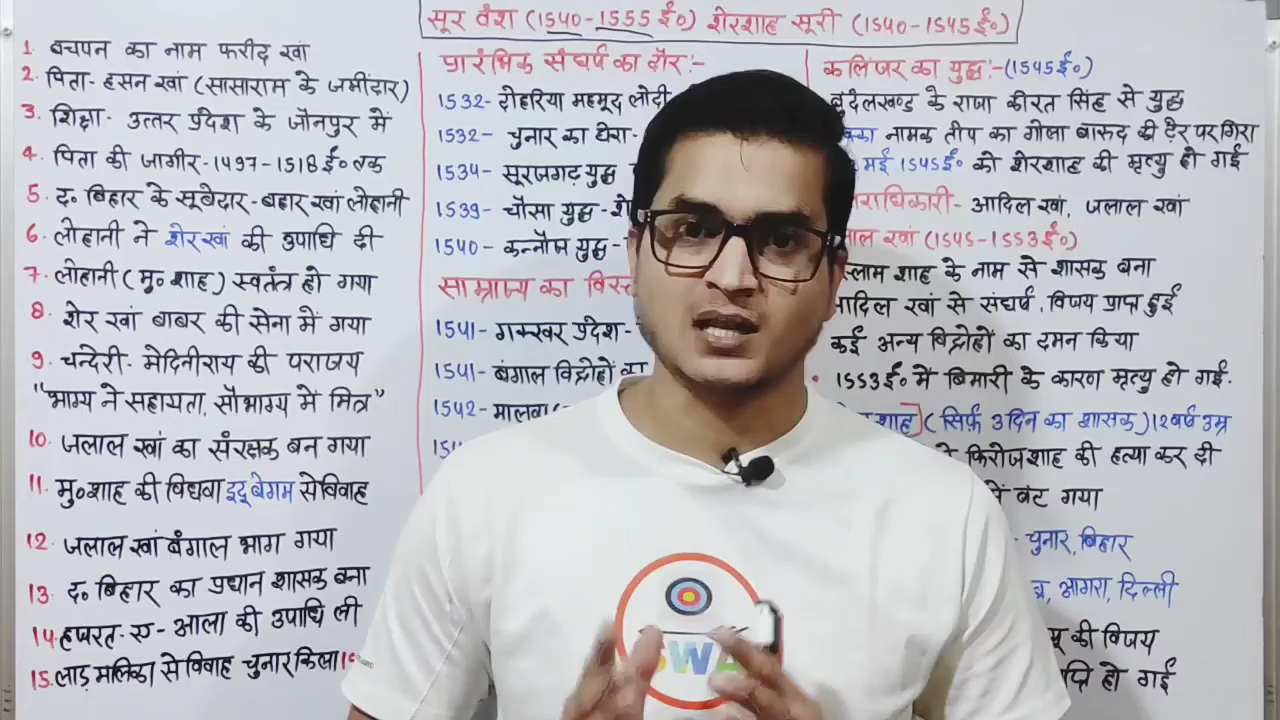 सूर वंश (1540-1555 ई०) शेरशाह सूरी (1540-1545 ई०)
1. बचपन का नाम फरीद खां
2. पिता- हसन खां (सासाराम के जमींदार)
3. शिक्षा- उत्तर प्रदेश के जौनपुर में
4. पिता की जागीर-1497-1518 ई० तक
5. द० बिहार के सूबेदार- बहार खां लोहानी
6. लोहानी ने शेर खां की उपाधि दी
7. लोहानी (मु० शाह) स्वतंत्र हो गया
8. शेर खां बाबर की सेना में गया
9. चन्देरी- मेदिनीराय की पराजय
"भाग्य ने सहायता, सौभाग्य में मित्र"
10. जलाल खां का संरक्षक बन गया
11. मु० शाह की विधवा दूदू बेगम से विवाह
12. जलाल खां बंगाल भाग गया
13. द० बिहार का प्रधान शासक बना
14. हजरत-ए-आला की उपाधि ली
15. लाड़ मलिका से विवाह चुनार किला
प्रारंभिक संघर्ष का दौर:-
1532- दोहरिया महमूद लोदी
1532- चुनार का घेरा-
1534- सूरजगढ़ युद्ध
1539- चौसा युद्ध-
1540- कन्नौज युद्ध-
साम्राज्य का
1541- गक्खर प्रदेश-
1541- बंगाल विद्रोहों का
1542- मालवा
कलिंजर का युद्ध:-(1545 ई०)
बुंदेलखण्ड के राजा कीरत सिंह से युद्ध
नामक तोप का गोला बारूद की ढ़ेर पर गिरा
मई 1545 ई० को शेरशाह की मृत्यु हो गई
आदिल खां, जलाल खां
खां (1545-1553 ई०)
शाह के नाम से शासक बना
आदिल खां से संघर्ष, विजय प्राप्त हुई
कई अन्य विद्रोहों का दमन किया
• 1553 ई० में बिमारी के कारण मृत्यु हो गई.
शाह (सिर्फ 3 दिन का शासक) 12 वर्ष उम्र
फिरोज शाह की हत्या कर दी
में बंट गया
चुनार, बिहार
आगरा, दिल्ली
की विजय
हो गई
SWA